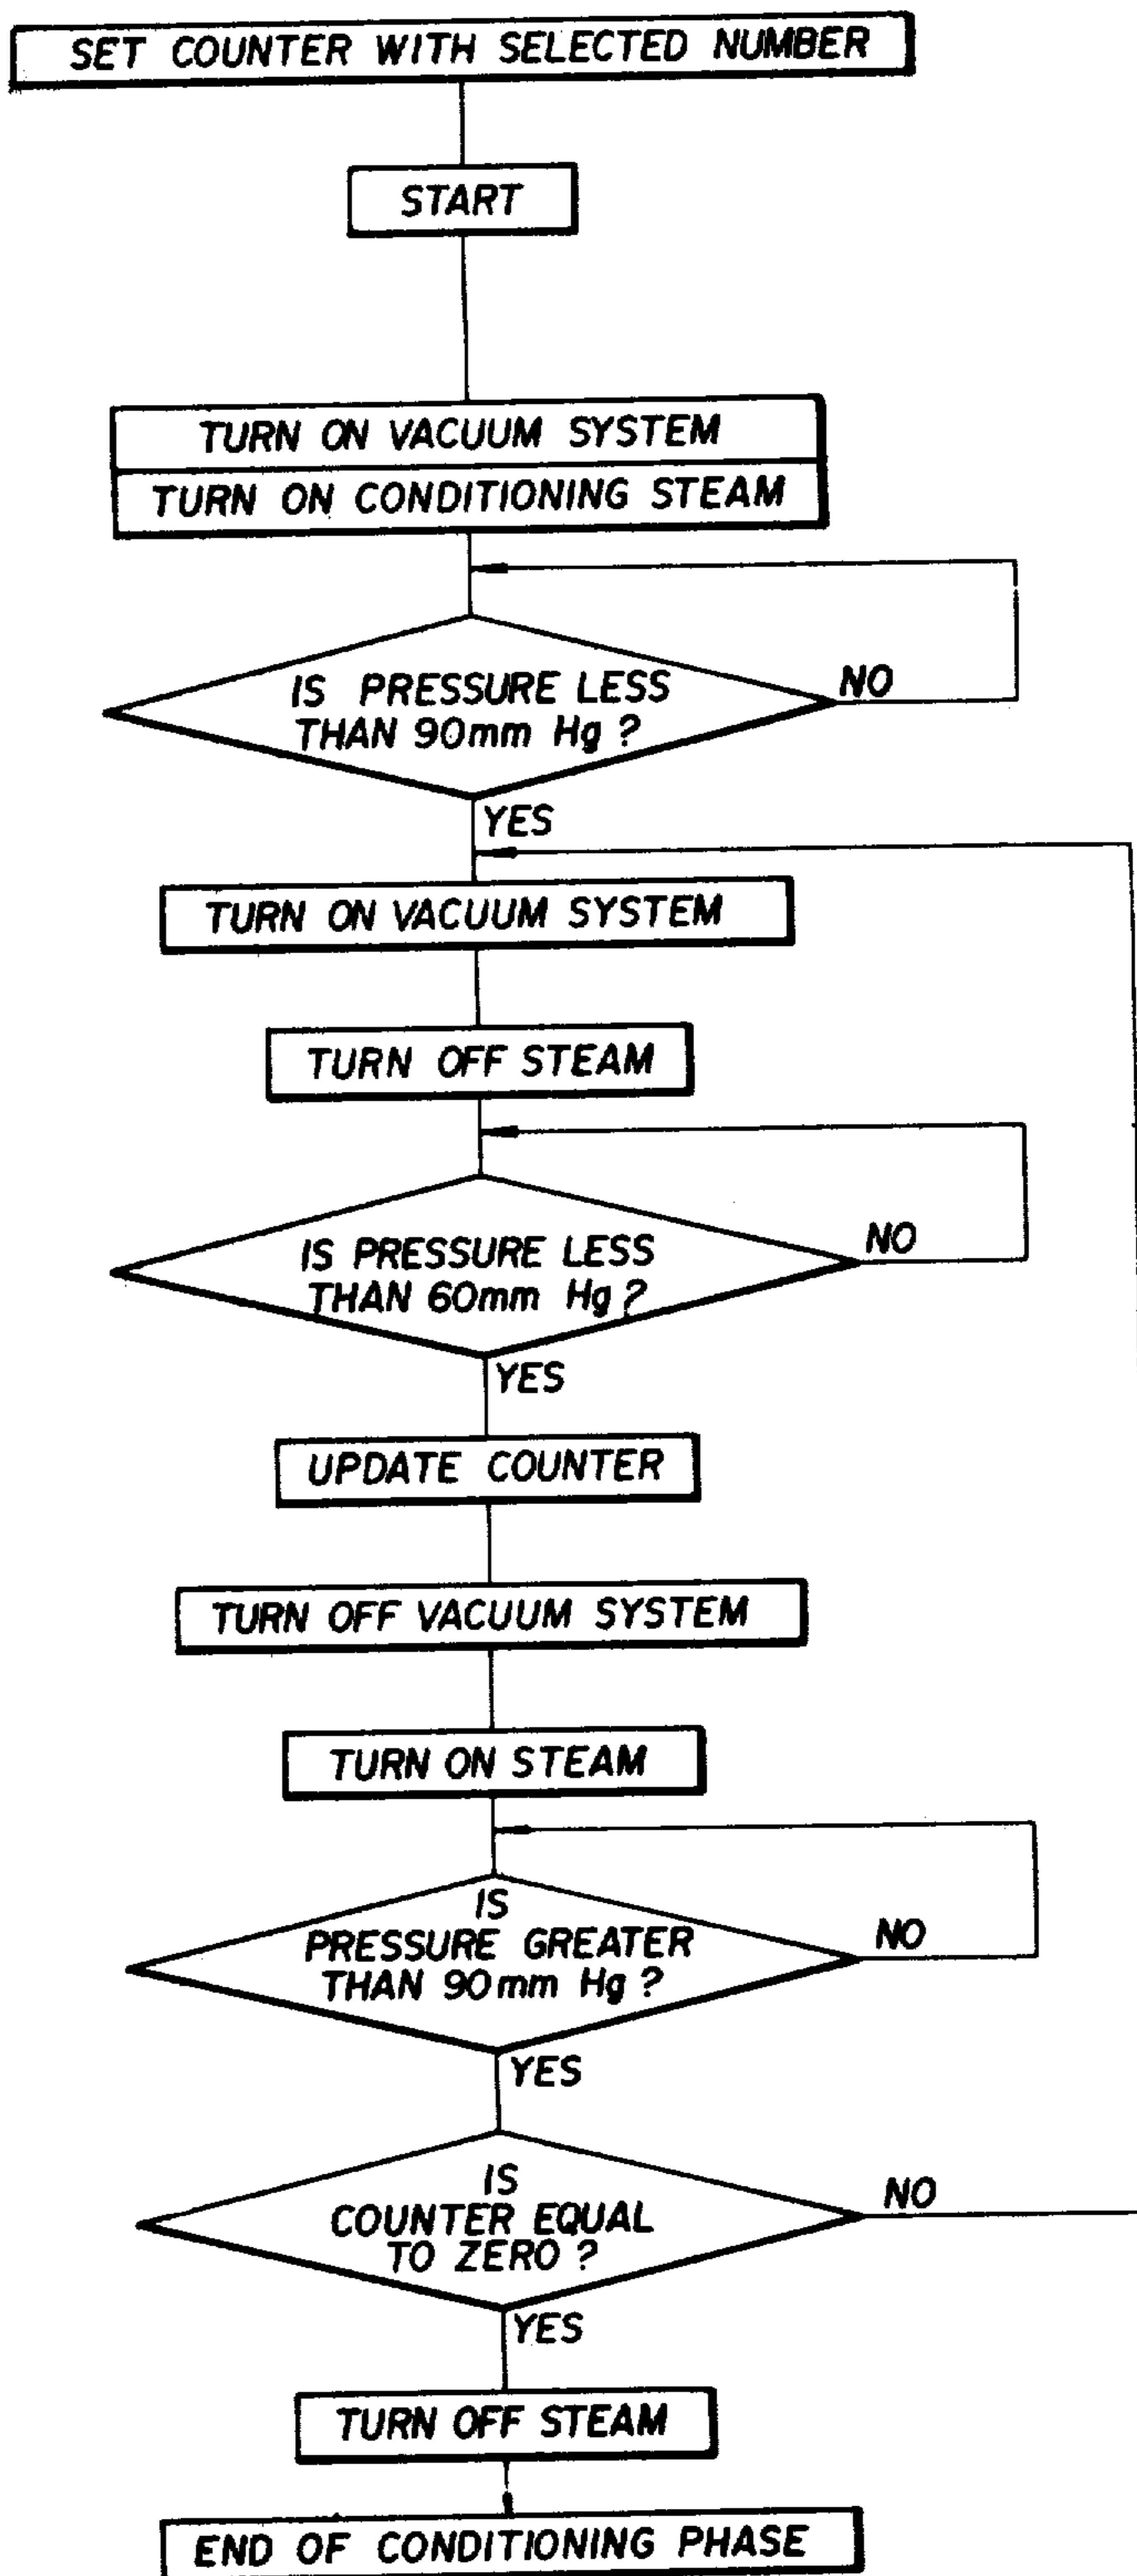 SET COUNTER WITH SELECTED NUMBER
START
TURN ON VACUUM SYSTEM
TURN ON CONDITIONING STEAM
IS PRESSURE LESS
THAN 90mm Hg ?
NO
YES
TURN ON VACUUM SYSTEM
TURN OFF STEAM
IS PRESSURE LESS
THAN 60mm Hg ?
NO
YES
UPDATE COUNTER
TURN OFF VACUUM SYSTEM
TURN ON STEAM
IS
PRESSURE GREATER
THAN 90mm Hg ?
NO
YES
IS
COUNTER EQUAL
TO ZERO ?
NO
YES
TURN OFF STEAM
END OF CONDITIONING PHASE